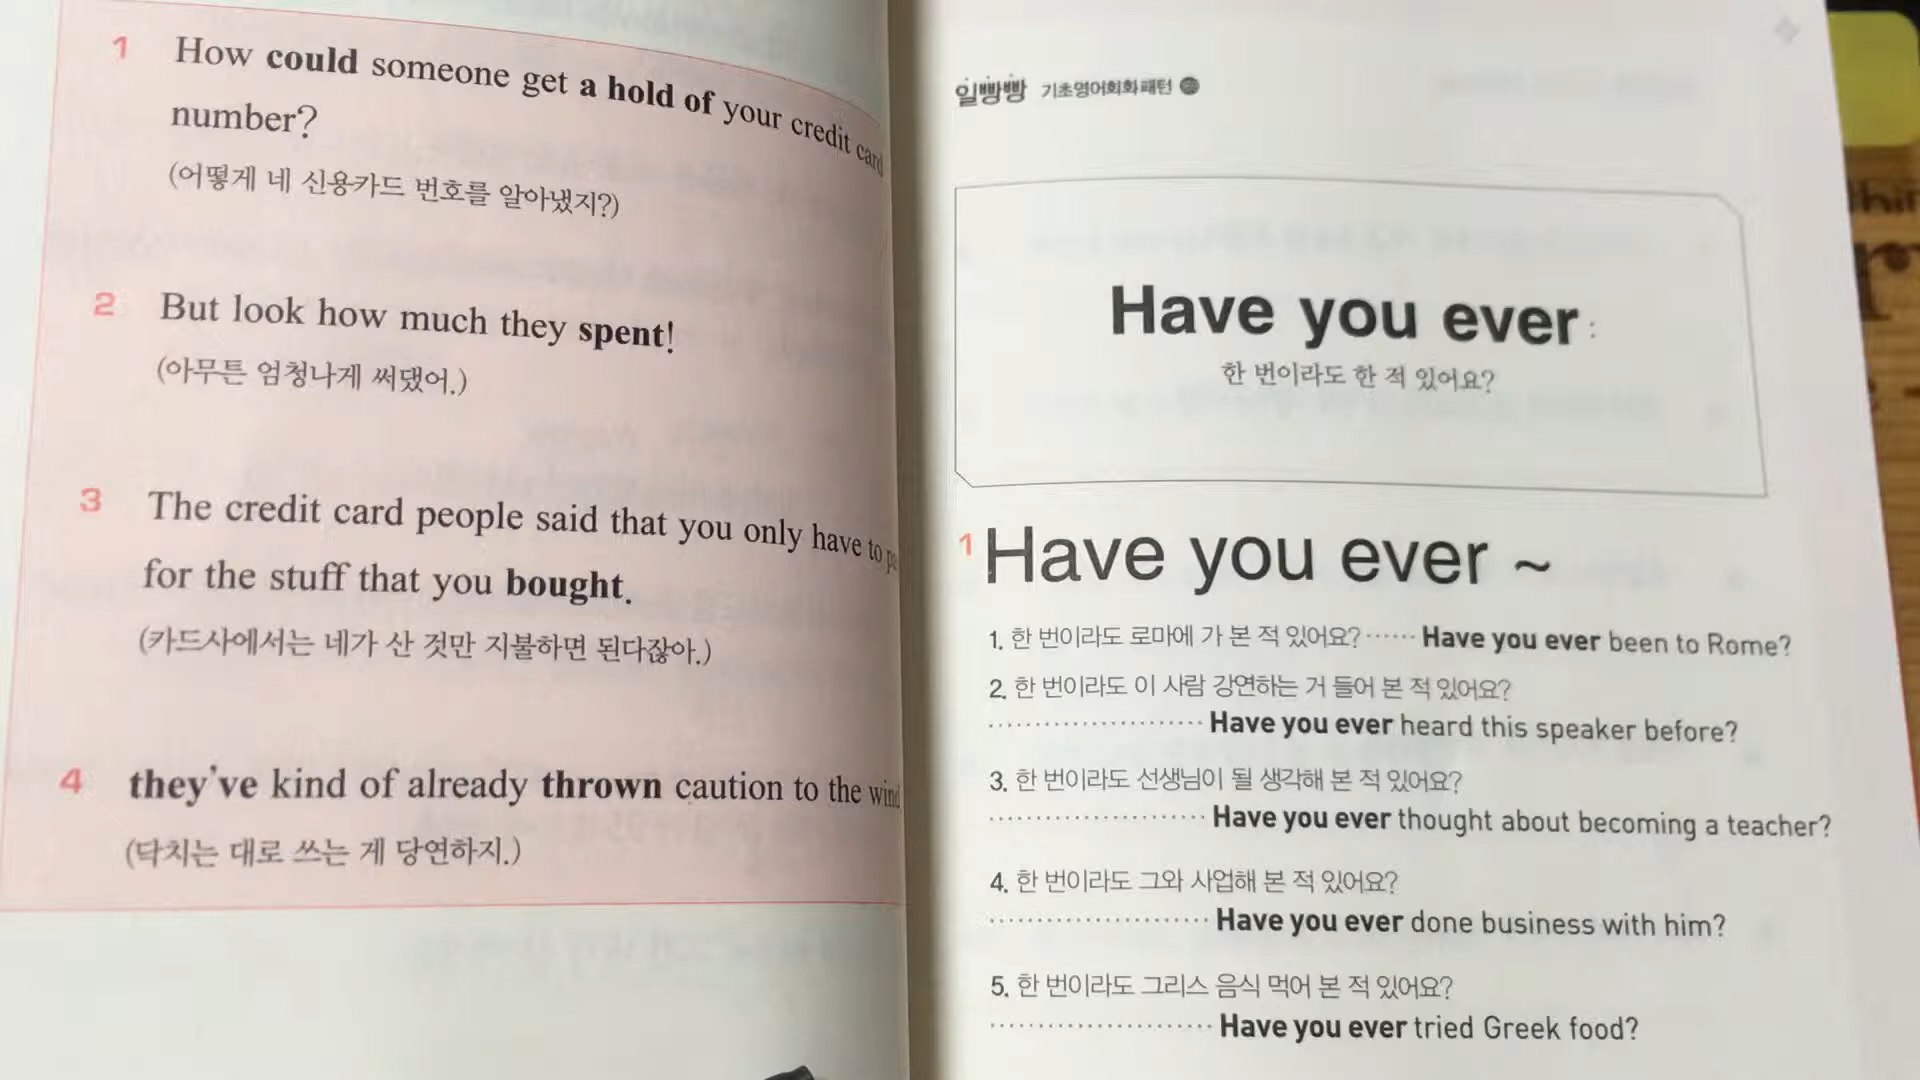 1 How could someone get a hold of your credit card
number?
(어떻게 네 신용카드 번호를 알아냈지?)
2 But look how much they spent!
(아무튼 엄청나게 써댔어.)
3 The credit card people said that you only have to
for the stuff that you bought.
(카드사에서는 네가 산 것만 지불하면 된다잖아.)
4 they've kind of already thrown caution to the wind
(닥치는 대로 쓰는 게 당연하지.)
일빵빵 기초영어회화패턴
Have you ever:
한 번이라도 한 적 있어요?
1 Have you ever ~
1. 한 번이라도 로마에 가 본 적 있어요? ······ Have you ever been to Rome?
2. 한 번이라도 이 사람 강연하는 거 들어 본 적 있어요?
······················ Have you ever heard this speaker before?
3. 한 번이라도 선생님이 될 생각해 본 적 있어요?
······················ Have you ever thought about becoming a teacher?
4. 한 번이라도 그와 사업해 본 적 있어요?
······················ Have you ever done business with him?
5. 한 번이라도 그리스 음식 먹어 본 적 있어요?
······················ Have you ever tried Greek food?